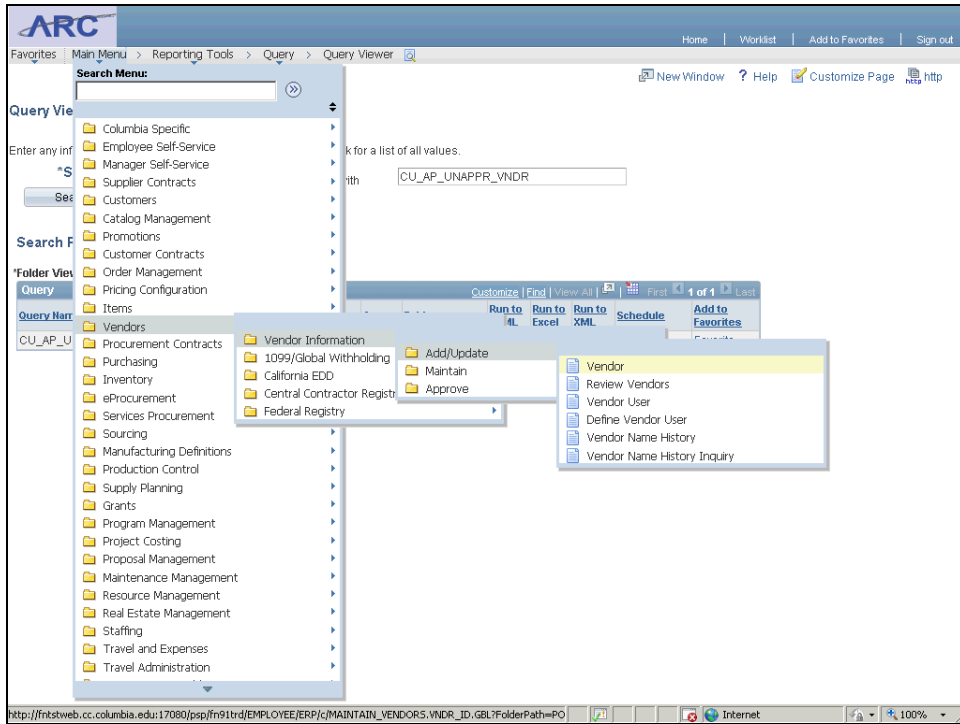 ARC
Home | Worklist | Add to Favorites | Sign out
Favorites Main Menu > Reporting Tools > Query > Query Viewer
New Window ? Help Customize Page http
Search Menu:
Query Vie
Columbia Specific
Enter any inf
Employee Self-Service
k for a list of all values.
Manager Self-Service
*S
Supplier Contracts
ith
CU_AP_UNAPPR_VNDR
Sea
Customers
Catalog Management
Promotions
Search F
Customer Contracts
*Folder View
Order Management
Query
Pricing Configuration
Customize | Find | View All | First 1 of 1 Last
Query Nam
Items
Run to Excel
Run to XML
Schedule
Add to Favorites
CU_AP_U
Vendors
Vendor Information
Procurement Contracts
1099/Global Withholding
Add/Update
Purchasing
California EDD
Maintain
Vendor
Inventory
Central Contractor Registr
Approve
Review Vendors
eProcurement
Federal Registry
Vendor User
Services Procurement
Define Vendor User
Sourcing
Vendor Name History
Manufacturing Definitions
Vendor Name History Inquiry
Production Control
Supply Planning
Grants
Program Management
Project Costing
Proposal Management
Maintenance Management
Resource Management
Real Estate Management
Staffing
Travel and Expenses
Travel Administration
http://fntstweb.cc.columbia.edu:17080/psp/fn91trd/EMPLOYEE/ERP/c/MAINTAIN_VENDORS.VNDR_ID.GBL?FolderPath=PO
Internet
100%